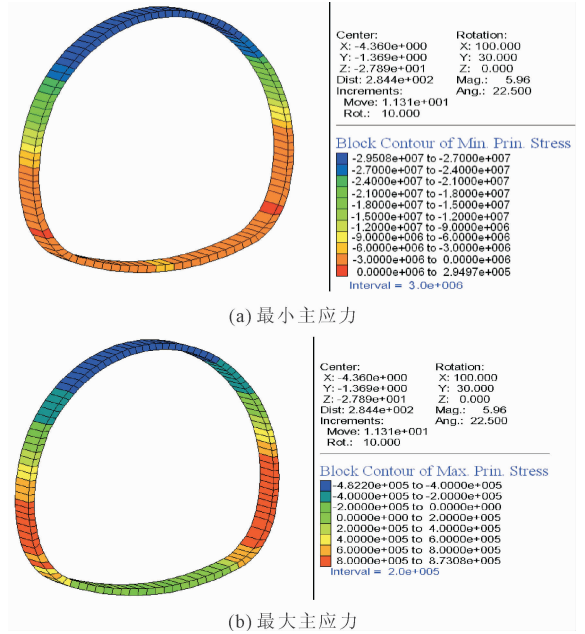 Center:
X: -4.360e+000
Y: -1.369e+000
Z: -2.789e+001
Dist: 2.844e+002
Increments:
Move: 1.131e+001
Rot.: 10.000
Rotation:
X: 100.000
Y: 30.000
Z: 0.000
Mag.: 5.96
Ang.: 22.500
Block Contour of Min. Prin. Stress
-2.9508e+007 to -2.7000e+007
-2.7000e+007 to -2.4000e+007
-2.4000e+007 to -2.1000e+007
-2.1000e+007 to -1.8000e+007
-1.8000e+007 to -1.5000e+007
-1.5000e+007 to -1.2000e+007
-1.2000e+007 to -9.0000e+006
-9.0000e+006 to -6.0000e+006
-6.0000e+006 to -3.0000e+006
-3.0000e+006 to 0.0000e+000
0.0000e+006 to 2.9497e+005
Interval = 3.0e+006
(a) 最小主应力
Center:
X: -4.360e+000
Y: -1.369e+000
Z: -2.789e+001
Dist: 2.844e+002
Increments:
Move: 1.131e+001
Rot.: 10.000
Rotation:
X: 100.000
Y: 30.000
Z: 0.000
Mag.: 5.96
Ang.: 22.500
Block Contour of Max. Prin. Stress
-4.8220e+005 to -4.0000e+005
-4.0000e+005 to -2.0000e+005
-2.0000e+005 to 0.0000e+000
0.0000e+000 to 2.0000e+005
2.0000e+005 to 4.0000e+005
4.0000e+005 to 6.0000e+005
6.0000e+005 to 8.0000e+005
8.0000e+005 to 8.7308e+005
Interval = 2.0e+005
(b) 最大主应力